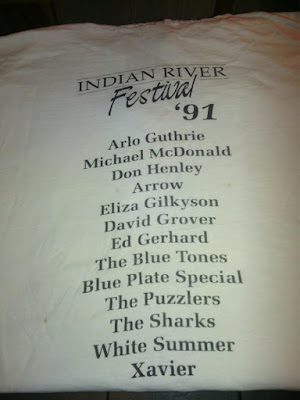 INDIAN RIVER
Festival
'91
Arlo Guthrie
Michael McDonald
Don Henley
Arrow
Eliza Gilkyson
David Grover
Ed Gerhard
The Blue Tones
Blue Plate Special
The Puzzlers
The Sharks
White Summer
Xavier